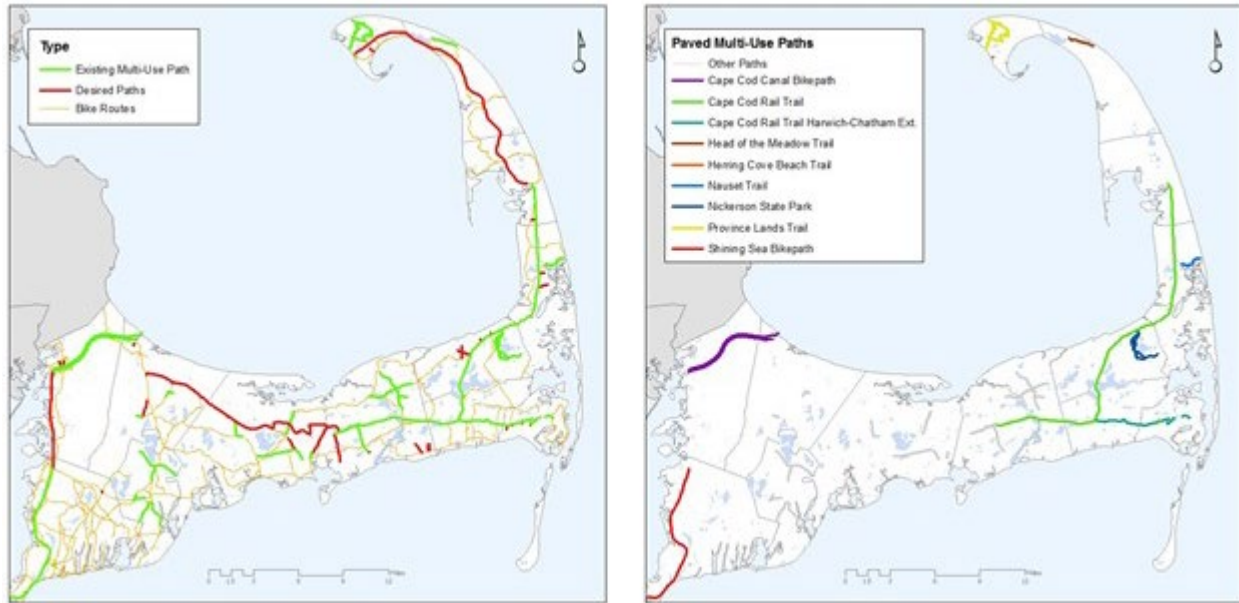 Type
Existing Multi-Use Path
Desired Paths
Bike Routes
Paved Multi-Use Paths
Other Paths
Cape Cod Canal Bikepath
Cape Cod Rail Trail
Cape Cod Rail Trail Harwich-Chatham Ext.
Head of the Meadow Trail
Herring Cove Beach Trail
Nauset Trail
Nickerson State Park
Province Lands Trail
Shining Sea Bikepath